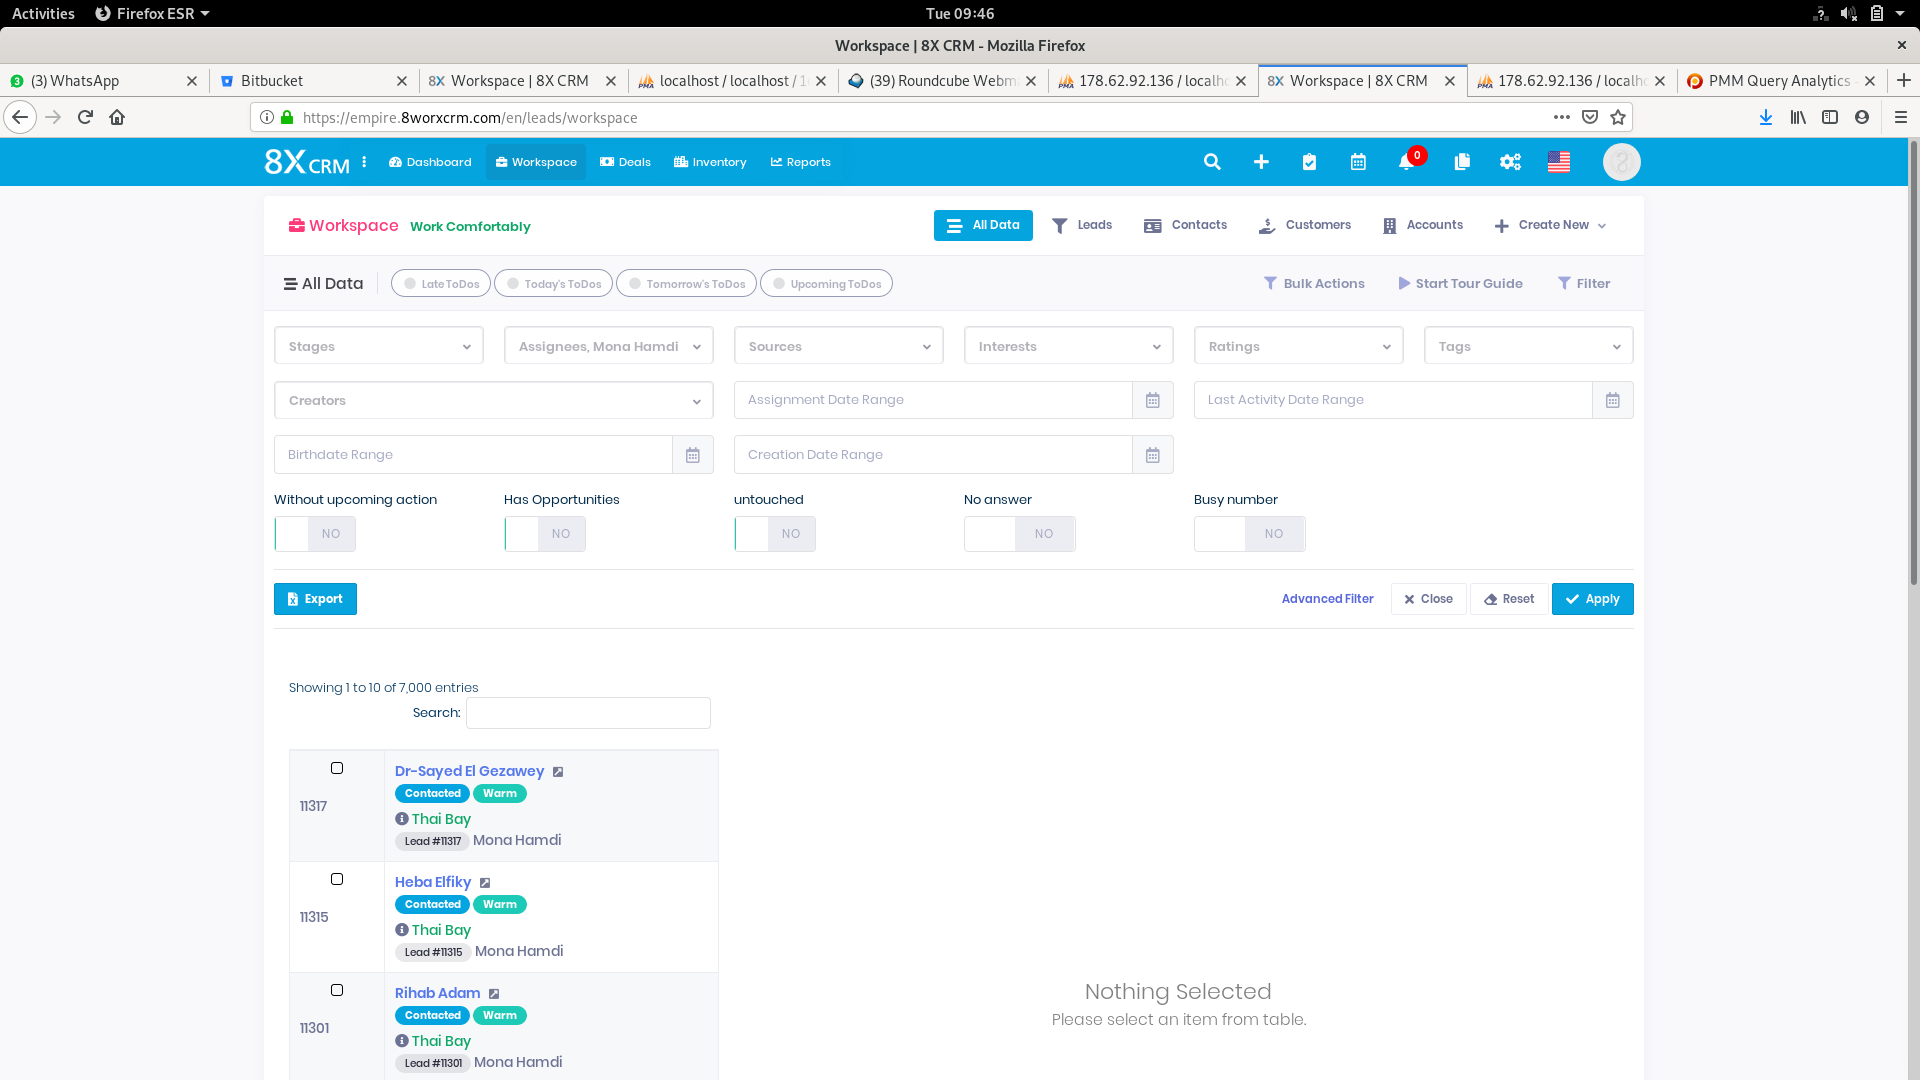 Activities Firefox ESR Tue 09:46
Workspace | 8X CRM - Mozilla Firefox
(3) WhatsApp Bitbucket 8X Workspace | 8X CRM localhost / localhost / 1 (39) Roundcube Webm 178.62.92.136 / localh 8X Workspace | 8X CRM 178.62.92.136 / localh PMM Query Analytics
https://empire.8worxcrm.com/en/leads/workspace
8X CRM Dashboard Workspace Deals Inventory Reports 0
Workspace Work Comfortably All Data Leads Contacts Customers Accounts Create New
All Data Late ToDos Today's ToDos Tomorrow's ToDos Upcoming ToDos Bulk Actions Start Tour Guide Filter
Stages Assignees, Mona Hamdi Sources Interests Ratings Tags
Creators Assignment Date Range Last Activity Date Range
Birthdate Range Creation Date Range
Without upcoming action Has Opportunities untouched No answer Busy number
NO NO NO NO NO
Export Advanced Filter Close Reset Apply
Showing 1 to 10 of 7,000 entries
Search:
Dr-Sayed El Gezawey
Contacted Warm
11317
Thai Bay
Lead #11317 Mona Hamdi
Heba Elfiky
Contacted Warm
11315
Thai Bay
Lead #11315 Mona Hamdi
Rihab Adam
Contacted Warm
11301
Thai Bay
Lead #11301 Mona Hamdi
Nothing Selected
Please select an item from table.